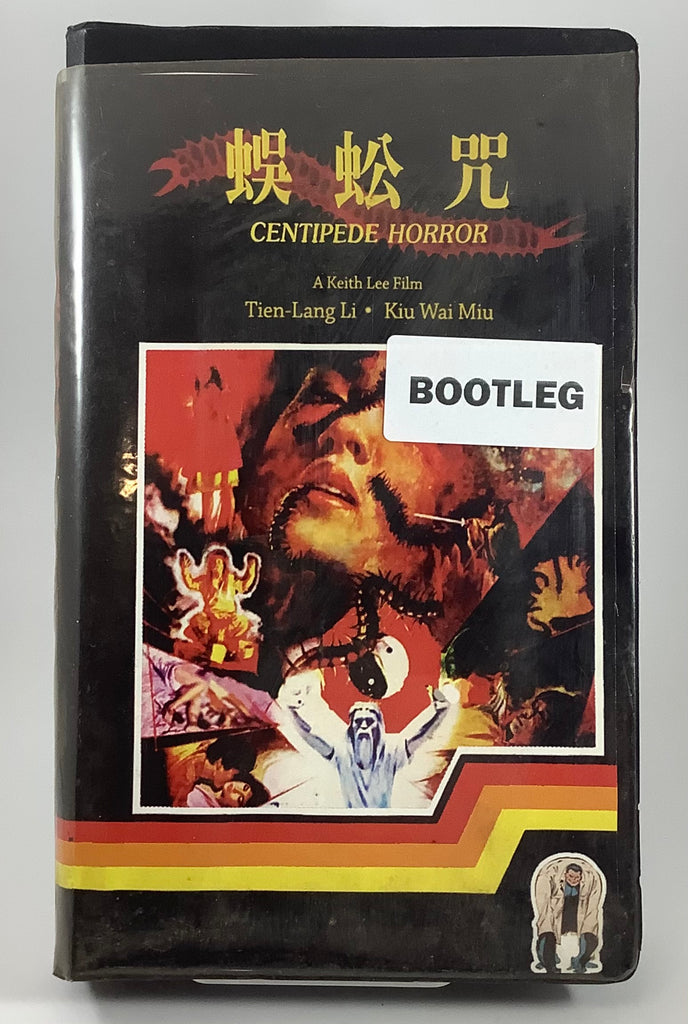 蜈蚣咒
CENTIPEDE HORROR
A Keith Lee Film
Tien-Lang Li • Kiu Wai Miu
BOOTLEG